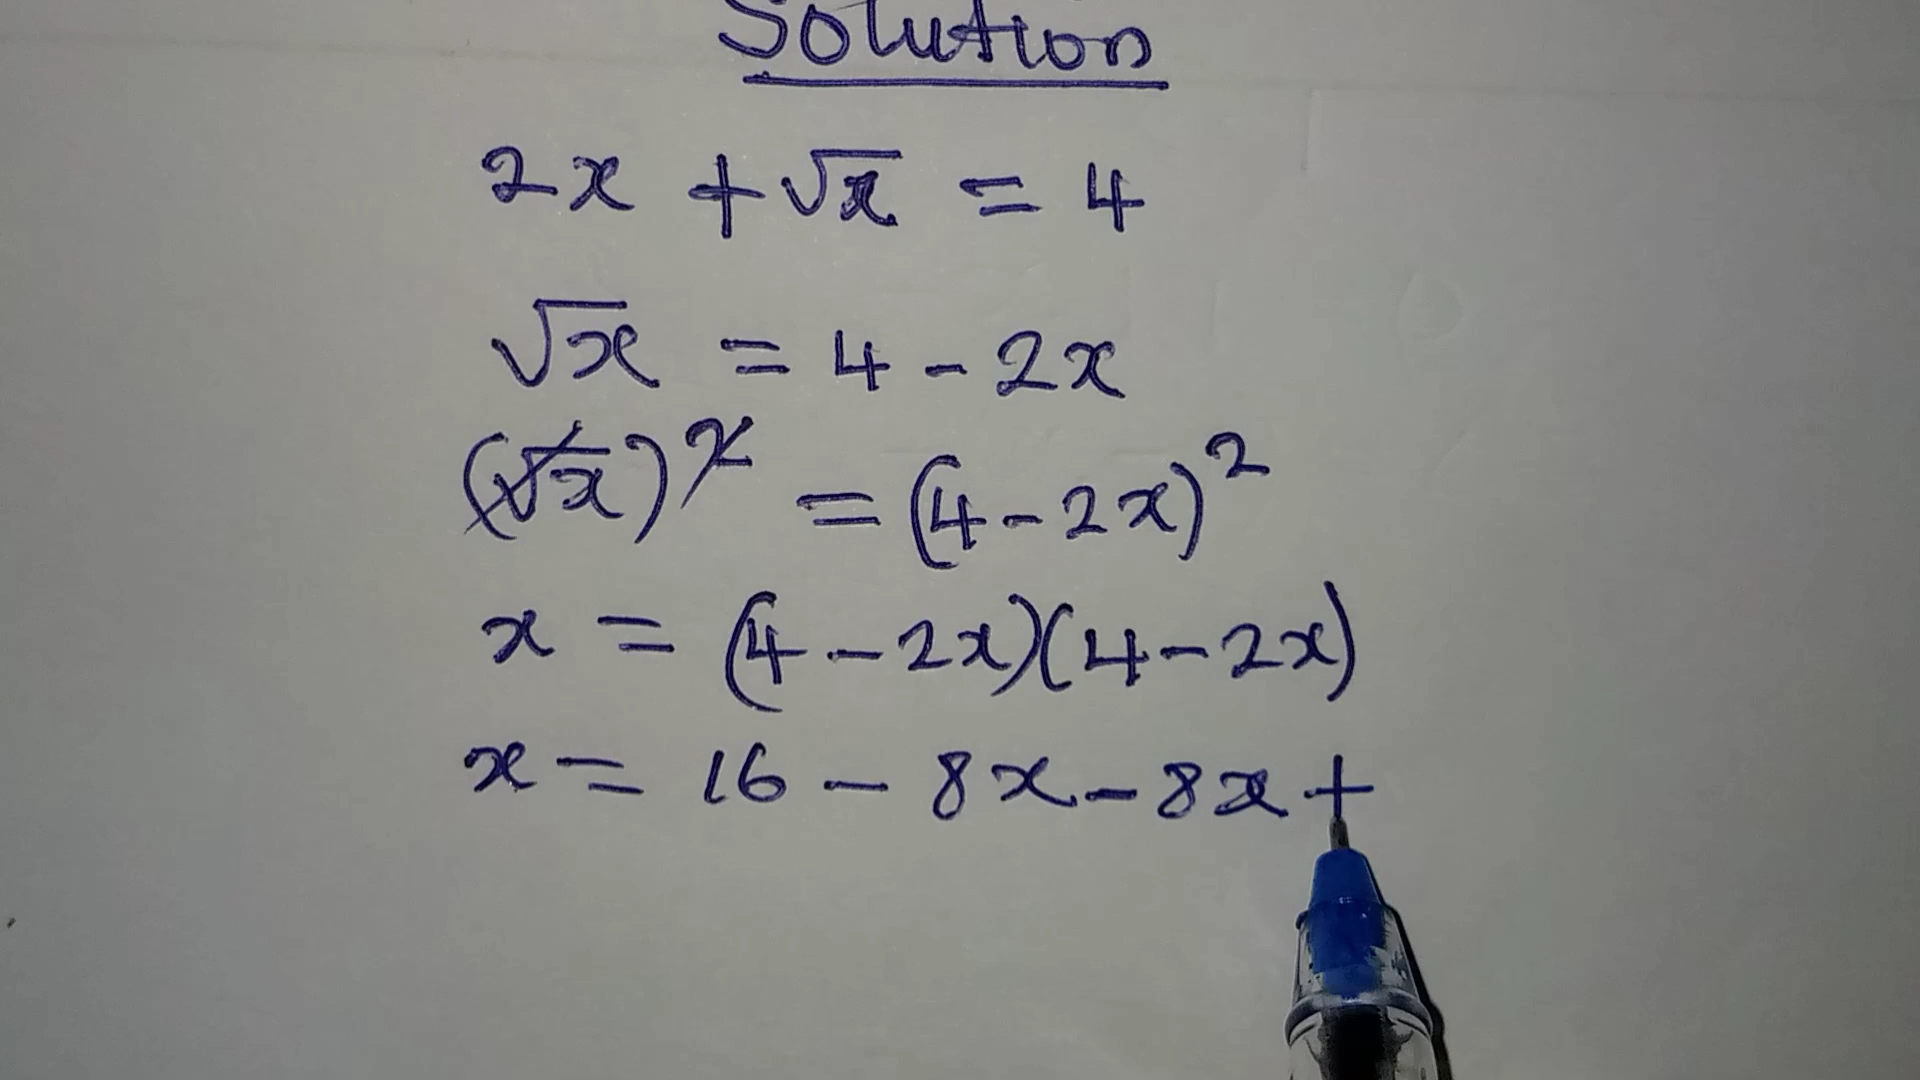 Solution
2x + √x = 4
√x = 4 - 2x
(√x)² = (4 - 2x)²
x = (4 - 2x)(4 - 2x)
x = 16 - 8x - 8x +